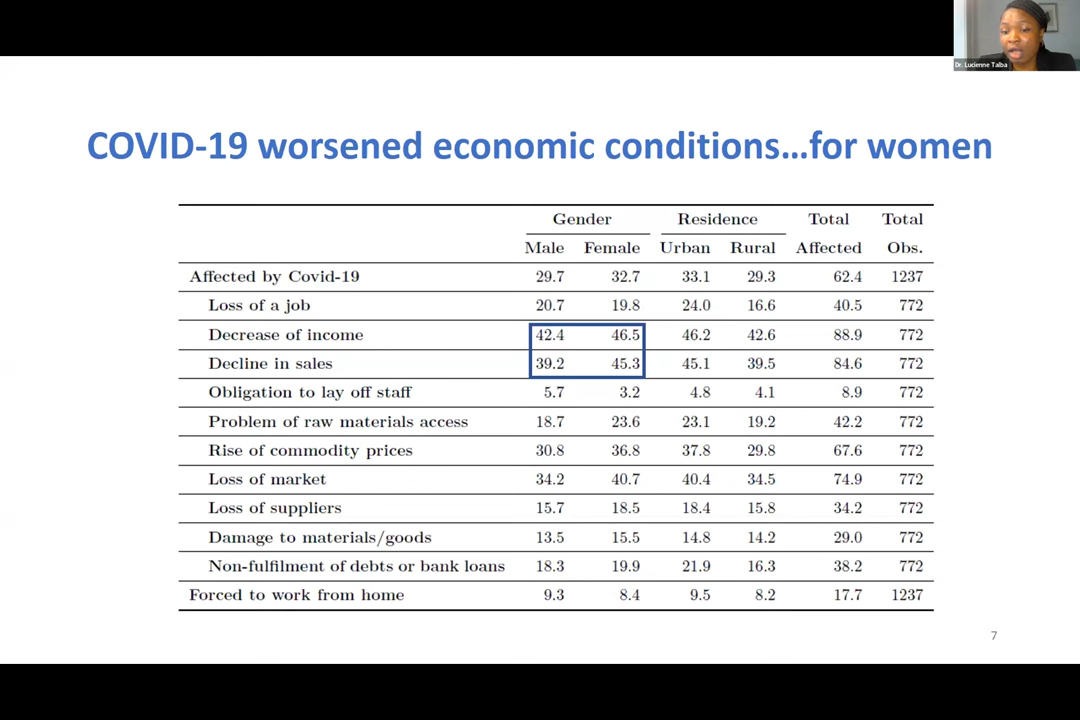 Dr. Lucienne Talba
COVID-19 worsened economic conditions...for women
Gender Residence Total Total
Male Female Urban Rural Affected Obs.
Affected by Covid-19 29.7 32.7 33.1 29.3 62.4 1237
Loss of a job 20.7 19.8 24.0 16.6 40.5 772
Decrease of income 42.4 46.5 46.2 42.6 88.9 772
Decline in sales 39.2 45.3 45.1 39.5 84.6 772
Obligation to lay off staff 5.7 3.2 4.8 4.1 8.9 772
Problem of raw materials access 18.7 23.6 23.1 19.2 42.2 772
Rise of commodity prices 30.8 36.8 37.8 29.8 67.6 772
Loss of market 34.2 40.7 40.4 34.5 74.9 772
Loss of suppliers 15.7 18.5 18.4 15.8 34.2 772
Damage to materials/goods 13.5 15.5 14.8 14.2 29.0 772
Non-fulfilment of debts or bank loans 18.3 19.9 21.9 16.3 38.2 772
Forced to work from home 9.3 8.4 9.5 8.2 17.7 1237
7